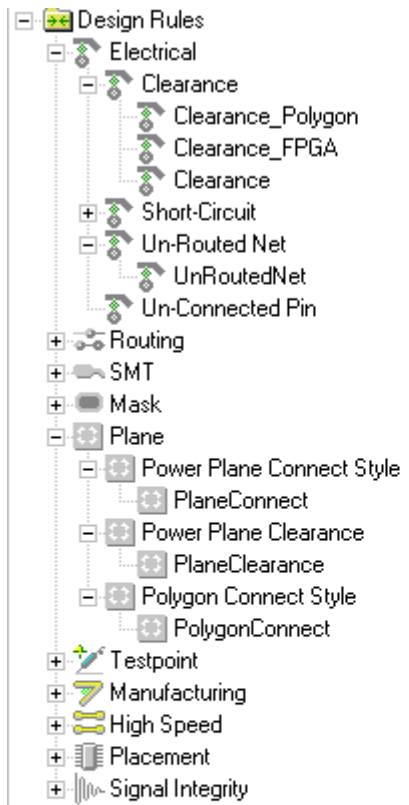 Design Rules
Electrical
Clearance
Clearance_Polygon
Clearance_FPGA
Clearance
Short-Circuit
Un-Routed Net
UnRoutedNet
Un-Connected Pin
Routing
SMT
Mask
Plane
Power Plane Connect Style
PlaneConnect
Power Plane Clearance
PlaneClearance
Polygon Connect Style
PolygonConnect
Testpoint
Manufacturing
High Speed
Placement
Signal Integrity